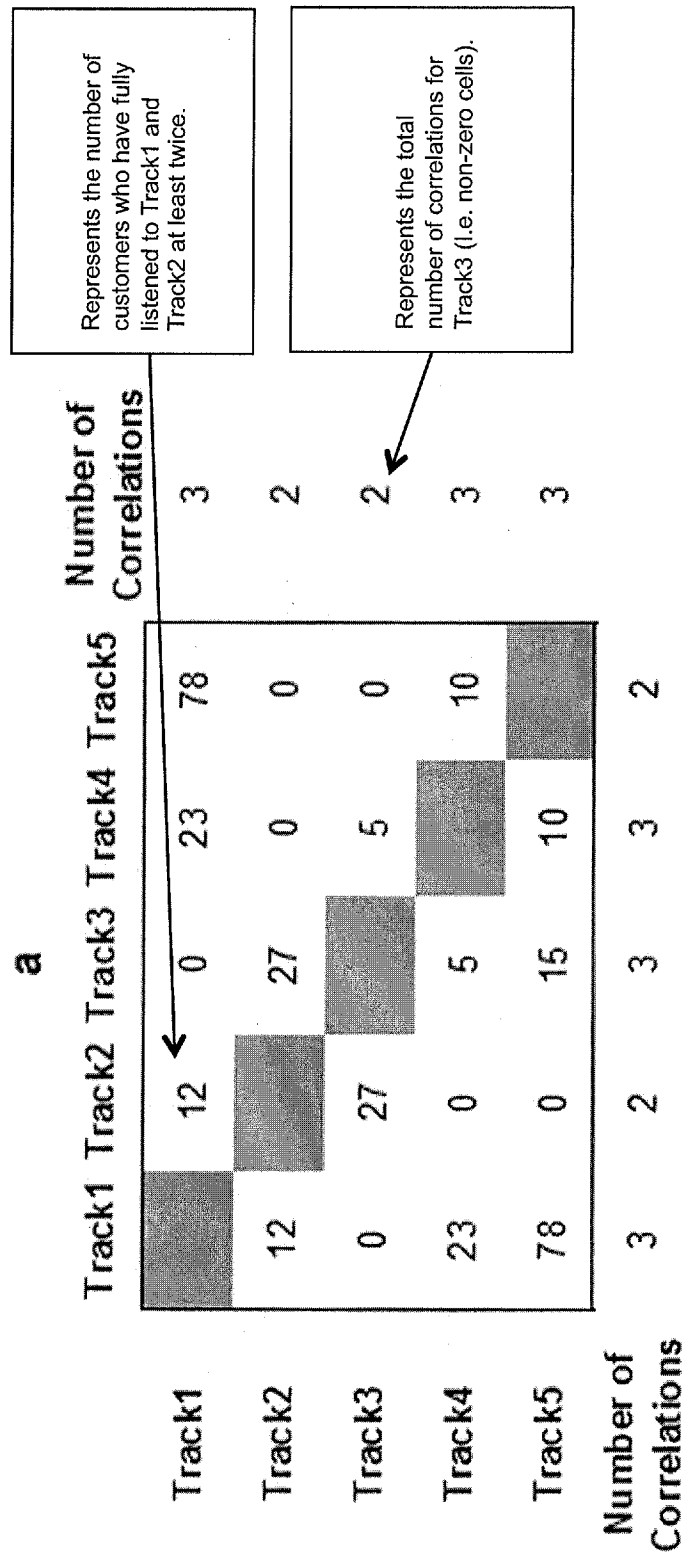 a
Track1 Track2 Track3 Track4 Track5
Number of
Correlations
Track1 12 0 23 78 3
Track2 12 27 0 0 2
Track3 0 27 5 0 2
Track4 23 0 5 10 3
Track5 78 0 15 10 3
Number of
Correlations
3 2 3 3 2
Represents the number of
customers who have fully
listened to Track1 and
Track2 at least twice.
Represents the total
number of correlations for
Track3 (I.e. non-zero cells).